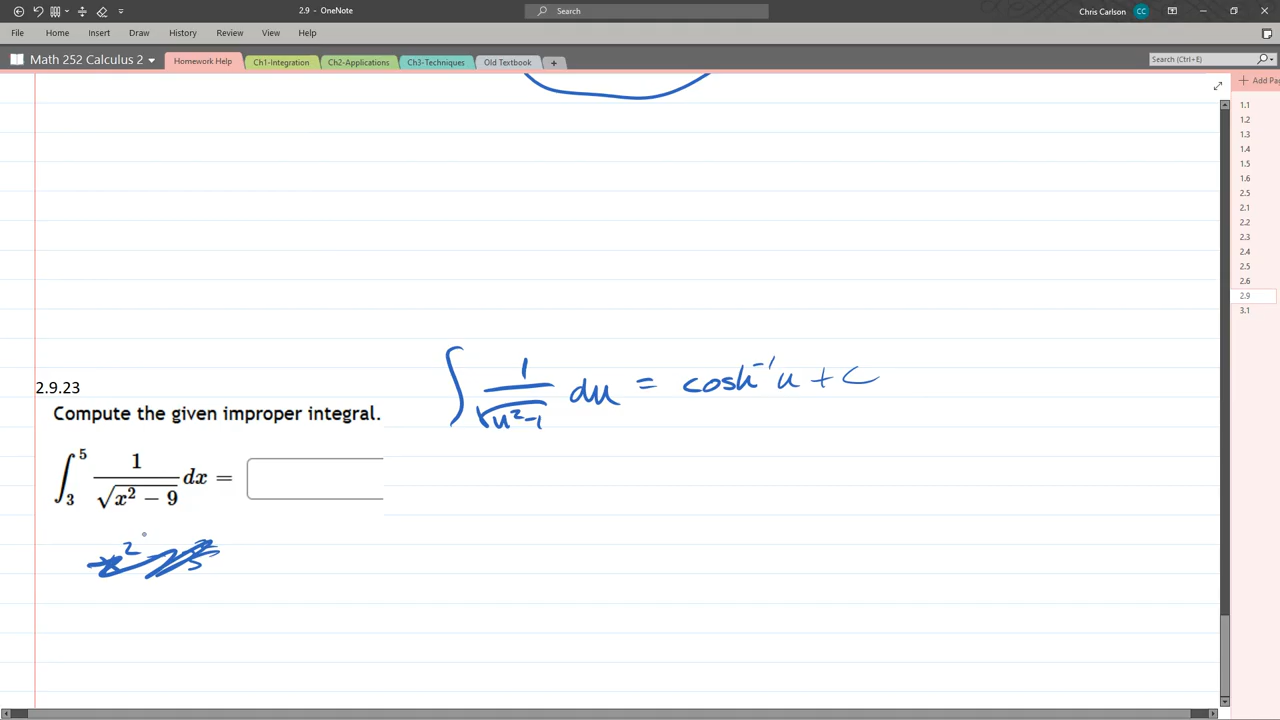 2.9 - OneNote
Search
Chris Carlson
CC
File Home Insert Draw History Review View Help
Math 252 Calculus 2
Homework Help
Ch1-Integration
Ch2-Applications
Ch3-Techniques
Old Textbook
+
Search (Ctrl+E)
+ Add Pag
1.1
1.2
1.3
1.4
1.5
1.6
2.5
2.1
2.2
2.3
2.4
2.5
2.6
2.9
3.1
∫ 1/√(u²-1) du = cosh⁻¹ u + C
2.9.23
Compute the given improper integral.
∫₃⁵ 1/√(x² − 9) dx =